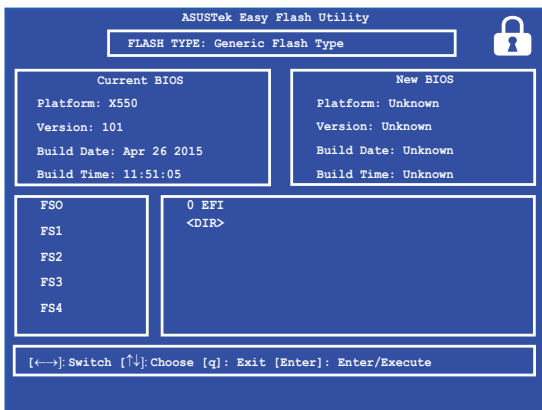 ASUSTek Easy Flash Utility
FLASH TYPE: Generic Flash Type
Current BIOS
Platform: X550
Version: 101
Build Date: Apr 26 2015
Build Time: 11:51:05
New BIOS
Platform: Unknown
Version: Unknown
Build Date: Unknown
Build Time: Unknown
FSO
FS1
FS2
FS3
FS4
0 EFI
<DIR>
[←→]: Switch [↑↓]: Choose [q]: Exit [Enter]: Enter/Execute